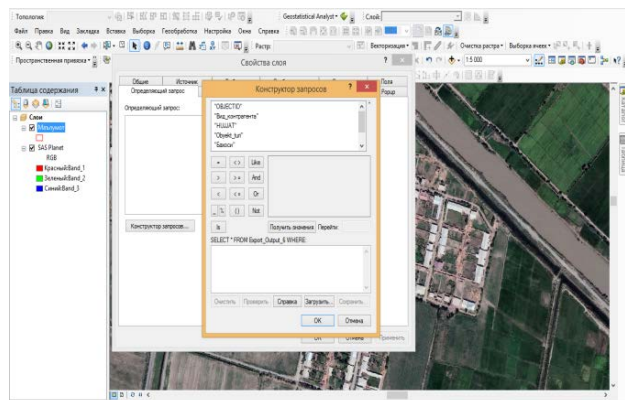 Топология:
Geostatistical Analyst
Слой:
Файл Правка Вид Закладки Вставка Выборка Геообработка Настройка Окна Справка
Растр:
Векторизация
Очистка растра
Выборка ячеек
Пространственная привязка
1:5 000
Таблица содержания
Слои
SAS Planet
RGB
Красный:Band_1
Зеленый:Band_2
Синий:Band_3
Свойства слоя
Общие Источник
Поля
Определяющий запрос
Popup
Определяющий запрос:
Конструктор запросов...
Конструктор запросов
"OBJECTID"
"Вид_контрагента"
"Obyekt_turi"
= < > Like
> > = And
< < = Or
_ % () Not
Is
Получить значения
Перейти:
SELECT * FROM Export_Output_6 WHERE:
Очистить Проверить Справка Загрузить... Сохранить...
OK Отмена
OK Отмена Применить